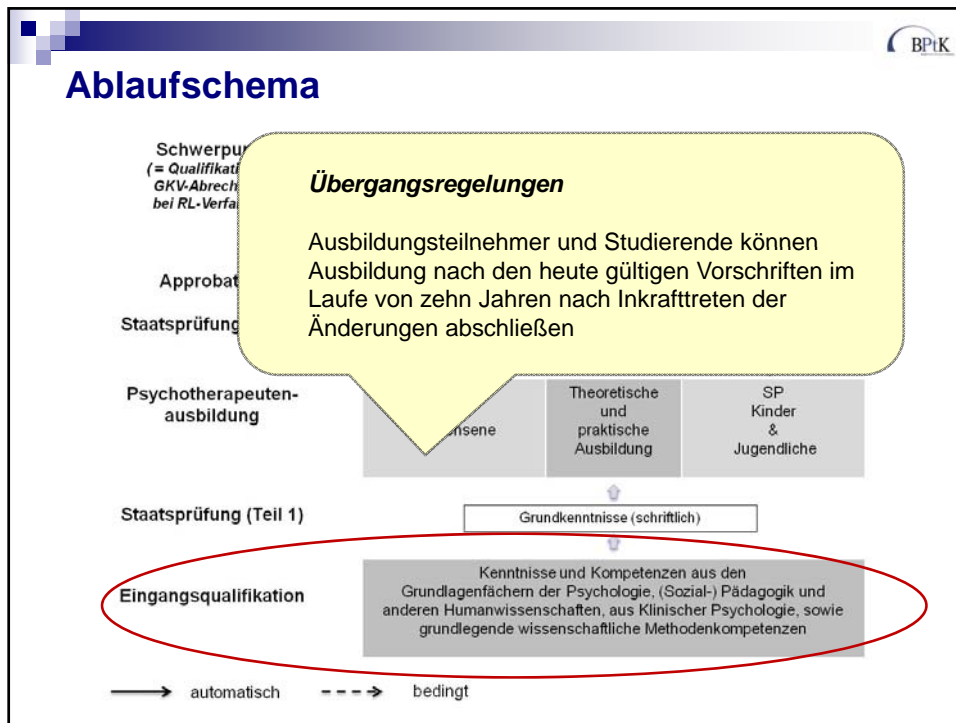 BPtK
Ablaufschema
Schwerpu
(= Qualifikati
GKV-Abrech
bei RL-Verfa
Übergangsregelungen
Ausbildungsteilnehmer und Studierende können
Ausbildung nach den heute gültigen Vorschriften im
Laufe von zehn Jahren nach Inkrafttreten der
Änderungen abschließen
Approbat
Staatsprüfung
Psychotherapeuten-
ausbildung
nsene
Theoretische
und
praktische
Ausbildung
SP
Kinder
&
Jugendliche
Staatsprüfung (Teil 1)
Grundkenntnisse (schriftlich)
Eingangsqualifikation
Kenntnisse und Kompetenzen aus den
Grundlagenfächern der Psychologie, (Sozial-) Pädagogik und
anderen Humanwissenschaften, aus Klinischer Psychologie, sowie
grundlegende wissenschaftliche Methodenkompetenzen
automatisch
bedingt